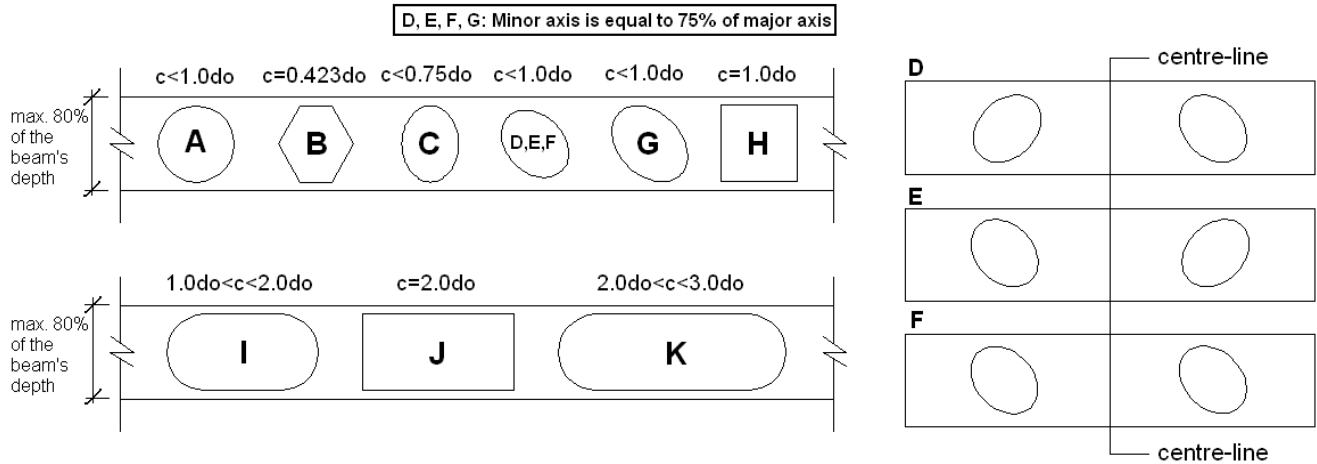 D, E, F, G: Minor axis is equal to 75% of major axis
c<1.0do c=0.423do c<0.75do c<1.0do c<1.0do c=1.0do
max. 80%
of the
beam's
depth
A B C D,E,F G H
1.0do<c<2.0do c=2.0do 2.0do<c<3.0do
max. 80%
of the
beam's
depth
I J K
centre-line
D
E
F
centre-line